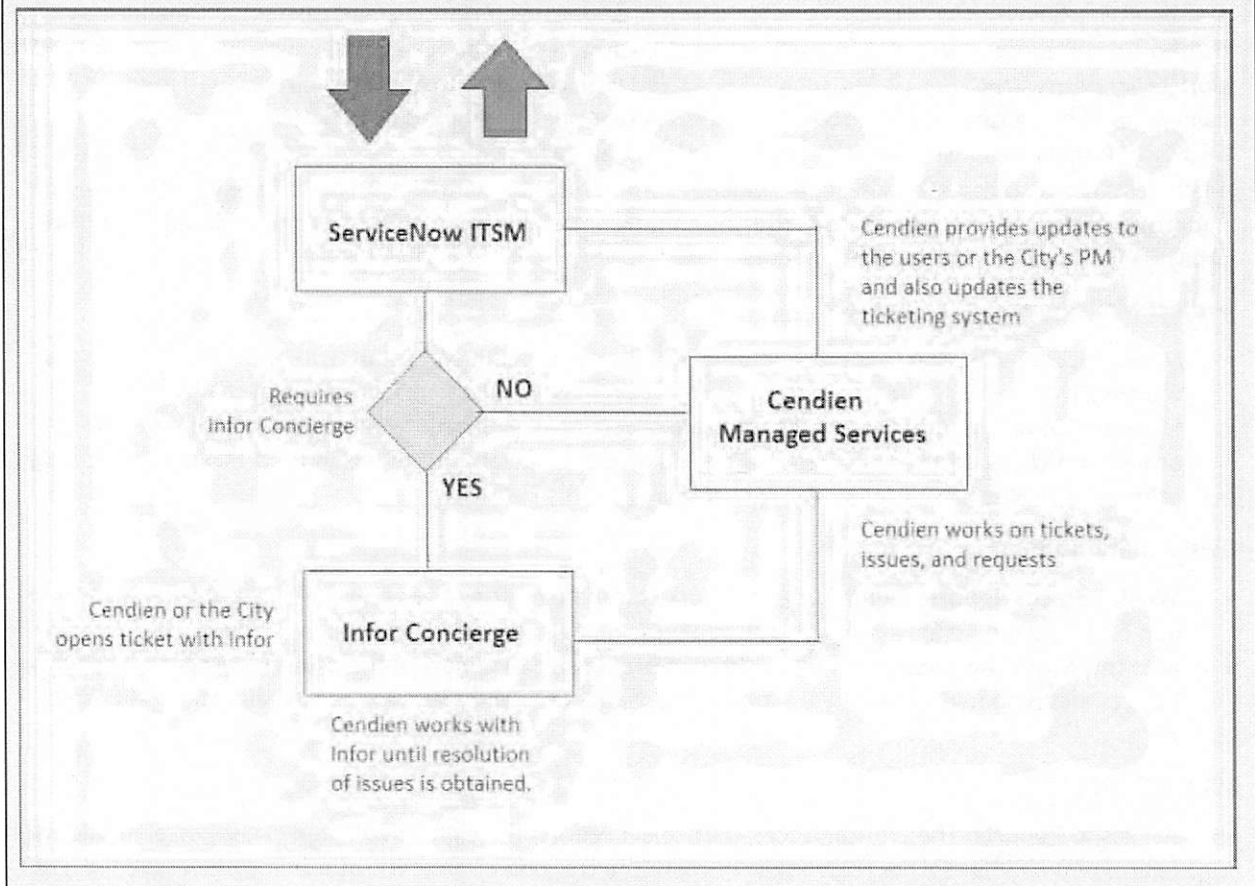 ServiceNow ITSM
Cendien provides updates to
the users or the City's PM
and also updates the
ticketing system
Requires
Infor Concierge
NO
Cendien
Managed Services
YES
Cendien works on tickets,
issues, and requests
Cendien or the City
opens ticket with Infor
Infor Concierge
Cendien works with
Infor until resolution
of issues is obtained.